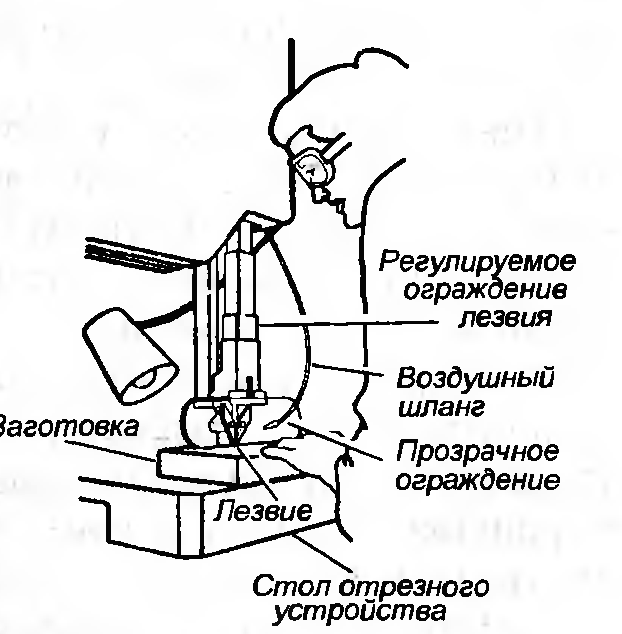 Регулируемое
ограждение
лезвия
Воздушный
шланг
Заготовка
Прозрачное
ограждение
Лезвие
Стол отрезного
устройства